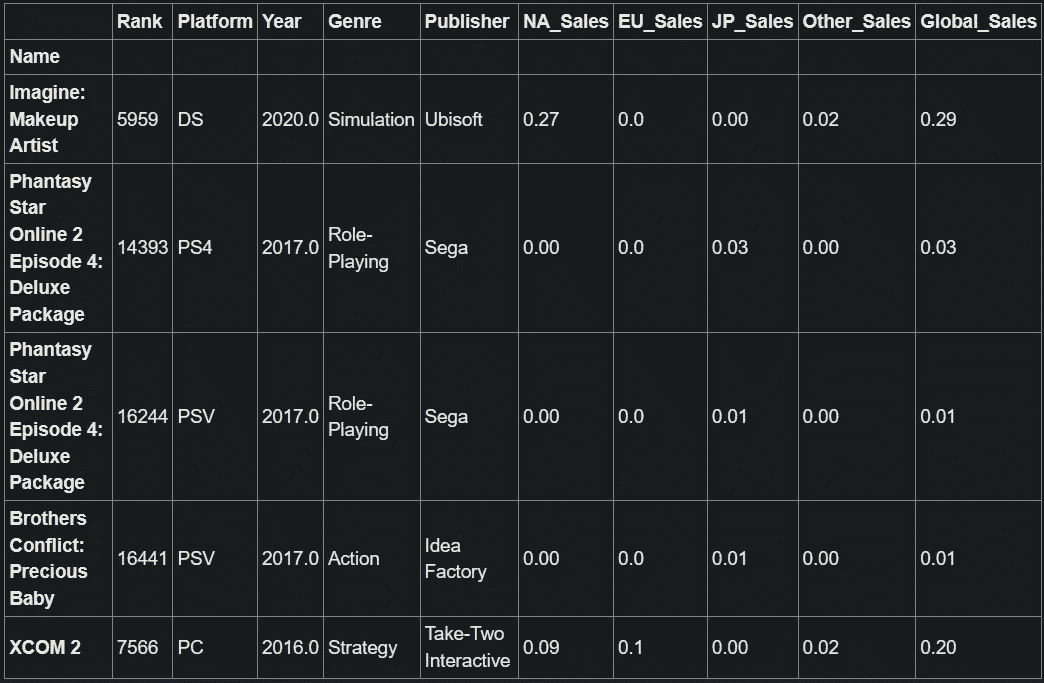 Rank Platform Year Genre Publisher NA_Sales EU_Sales JP_Sales Other_Sales Global_Sales
Name
Imagine: Makeup Artist 5959 DS 2020.0 Simulation Ubisoft 0.27 0.0 0.00 0.02 0.29
Phantasy Star Online 2 Episode 4: Deluxe Package 14393 PS4 2017.0 Role-Playing Sega 0.00 0.0 0.03 0.00 0.03
Phantasy Star Online 2 Episode 4: Deluxe Package 16244 PSV 2017.0 Role-Playing Sega 0.00 0.0 0.01 0.00 0.01
Brothers Conflict: Precious Baby 16441 PSV 2017.0 Action Idea Factory 0.00 0.0 0.01 0.00 0.01
XCOM 2 7566 PC 2016.0 Strategy Take-Two Interactive 0.09 0.1 0.00 0.02 0.20